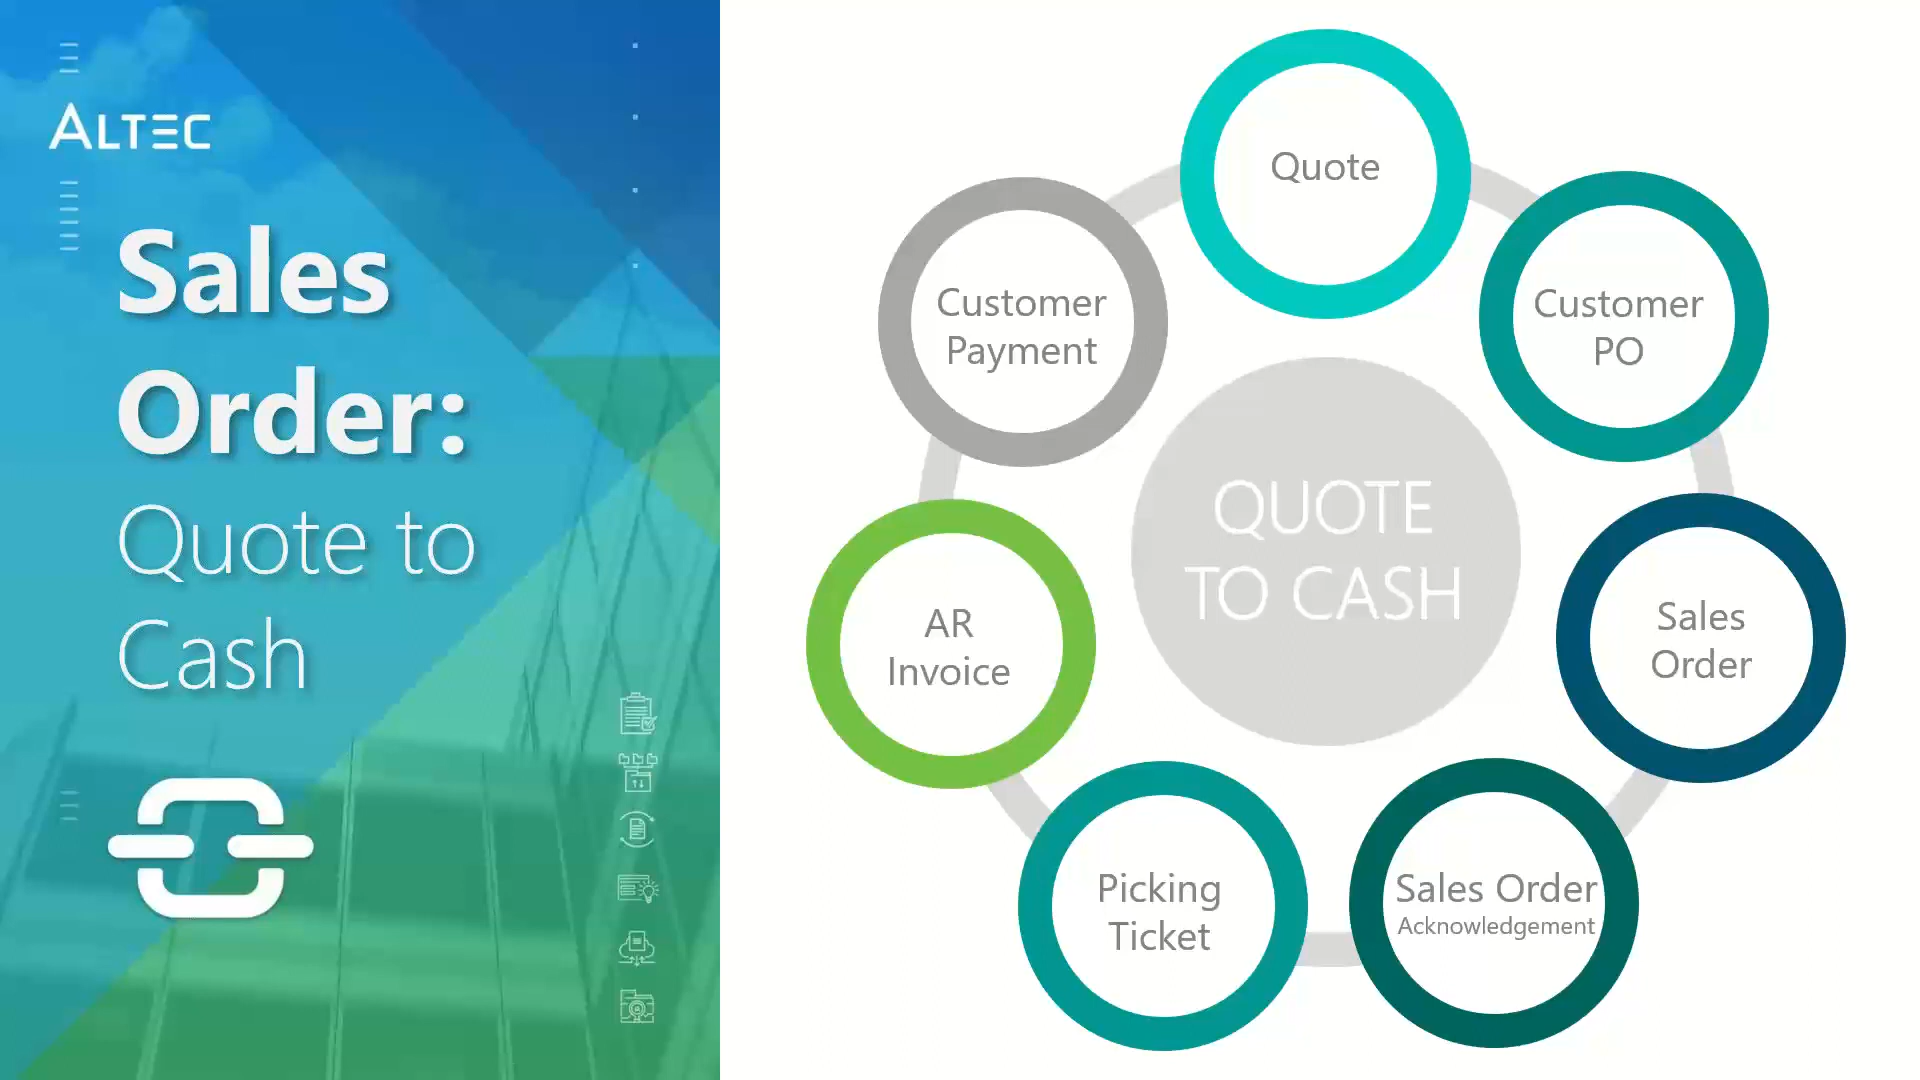 ALTEC
Sales
Order:
Quote to
Cash
Quote
Customer
PO
Sales
Order
Sales Order
Acknowledgement
Picking
Ticket
AR
Invoice
Customer
Payment
QUOTE
TO CASH